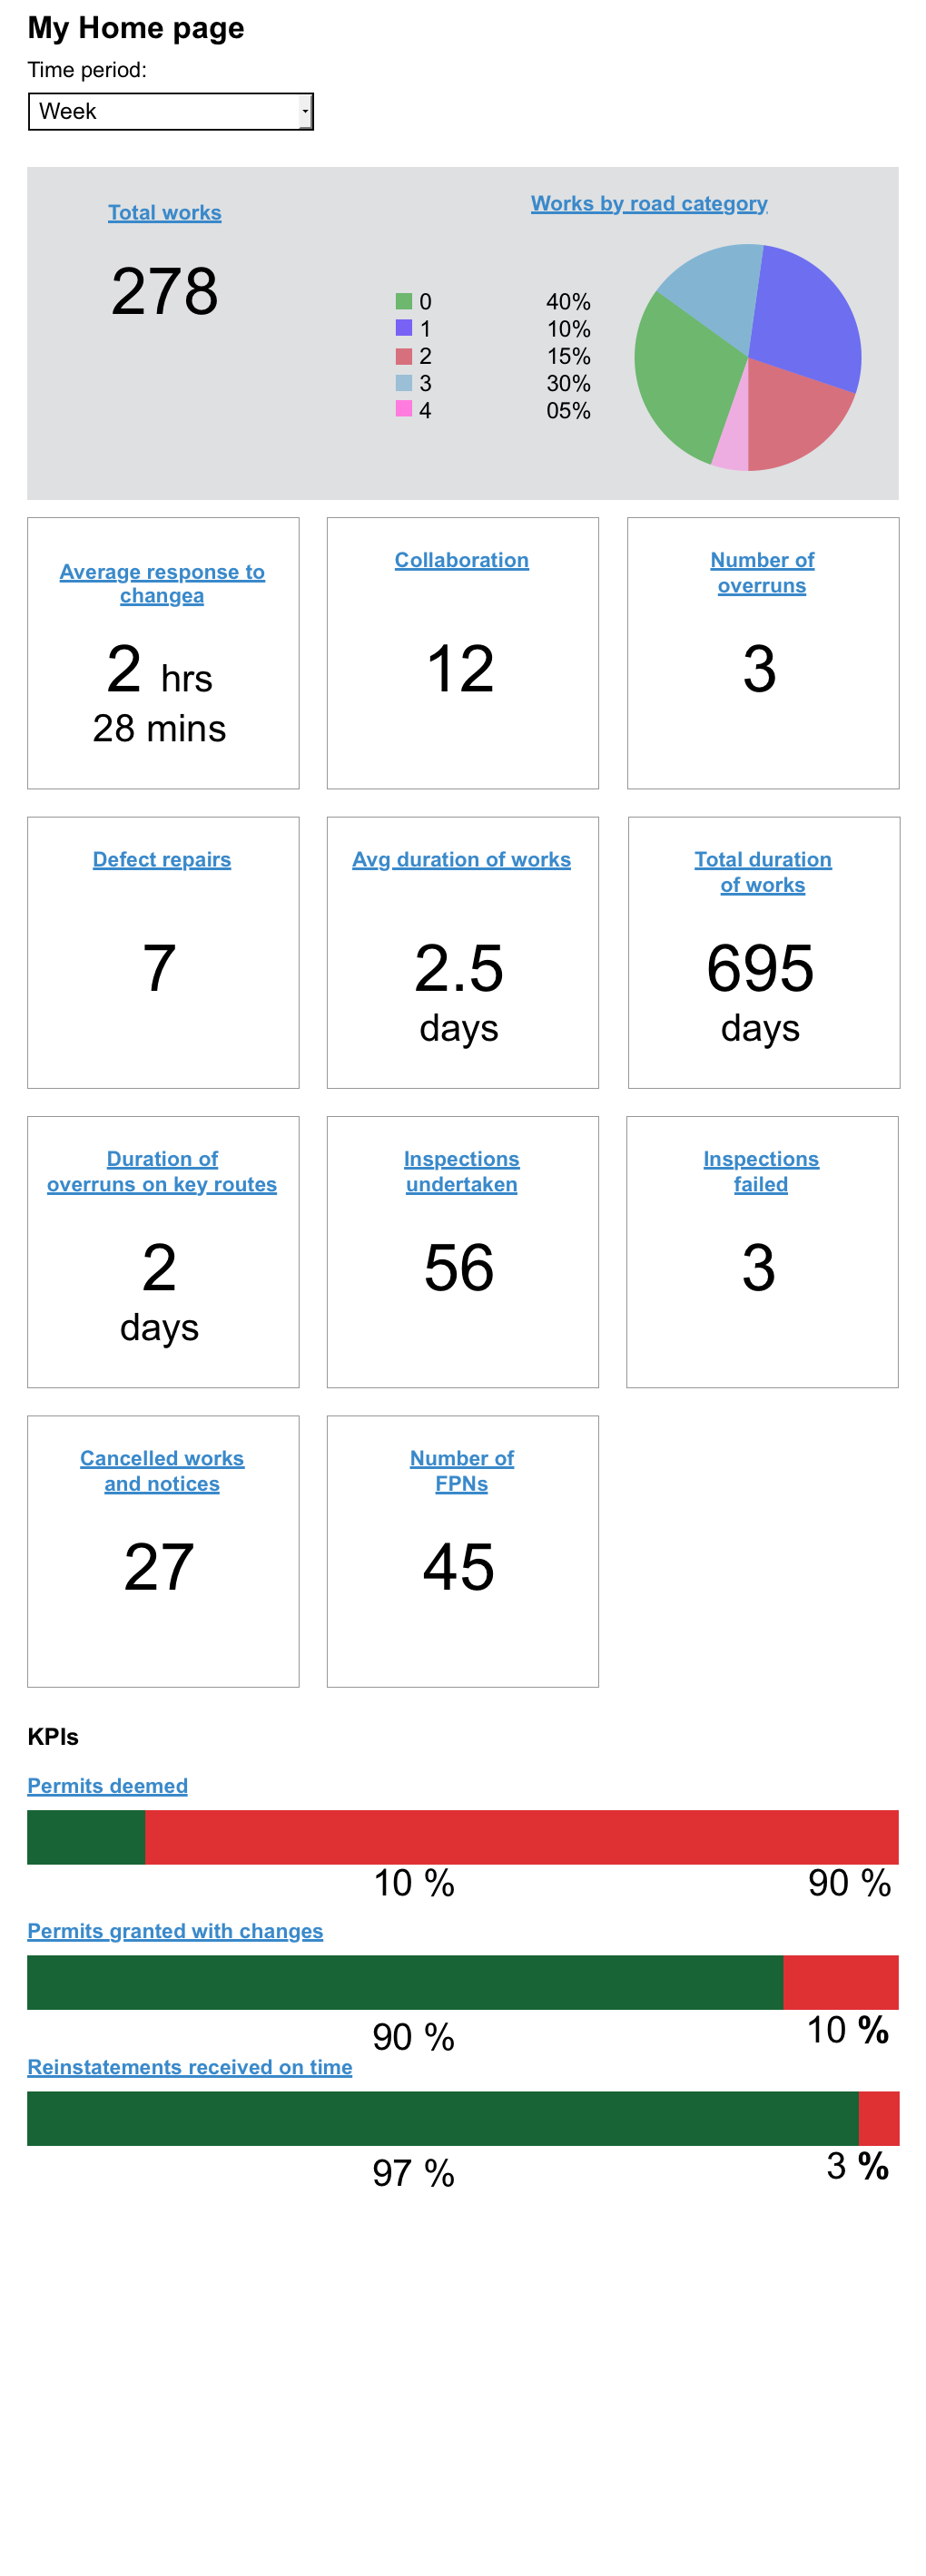 My Home page
Time period:
Week
Total works
278
Works by road category
0 40%
1 10%
2 15%
3 30%
4 05%
Average response to
changea
2 hrs
28 mins
Collaboration
12
Number of
overruns
3
Defect repairs
7
Avg duration of works
2.5
days
Total duration
of works
695
days
Duration of
overruns on key routes
2
days
Inspections
undertaken
56
Inspections
failed
3
Cancelled works
and notices
27
Number of
FPNs
45
KPIs
Permits deemed
10 % 90 %
Permits granted with changes
90 % 10 %
Reinstatements received on time
97 % 3 %